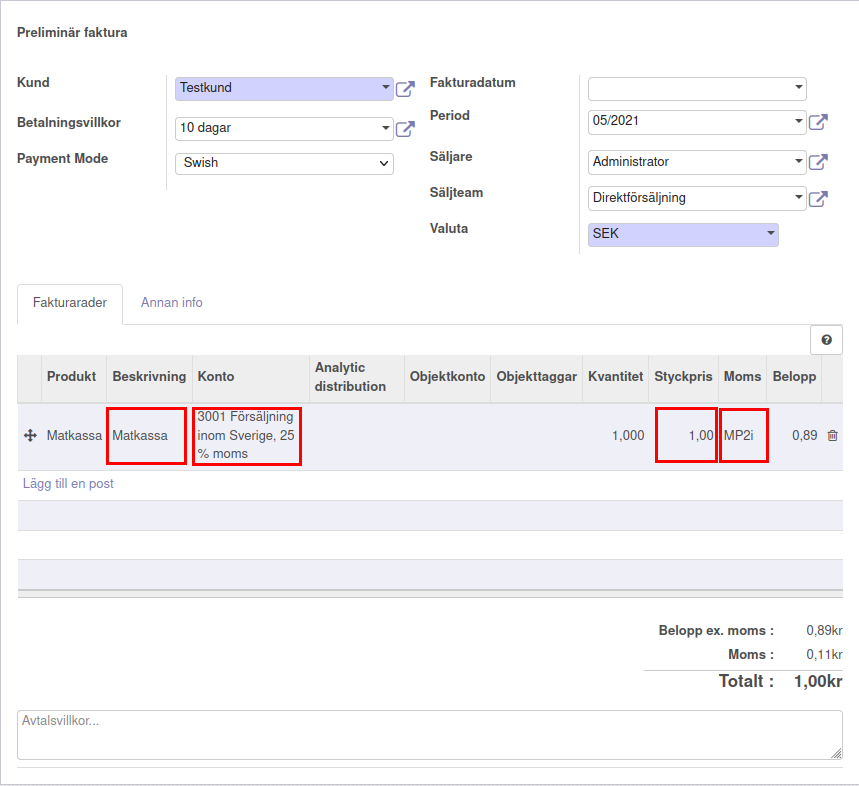 Preliminär faktura
Kund
Testkund
Betalningsvillkor
10 dagar
Payment Mode
Swish
Fakturadatum
Period
05/2021
Säljare
Administrator
Säljteam
Direktförsäljning
Valuta
SEK
Fakturarader
Annan info
?
Produkt Beskrivning Konto Analytic distribution Objektkonto Objekttaggar Kvantitet Styckpris Moms Belopp
Matkassa Matkassa 3001 Försäljning inom Sverige, 25 % moms 1,000 1,00 MP2i 0,89
Lägg till en post
Belopp ex. moms : 0,89kr
Moms : 0,11kr
Totalt : 1,00kr
Avtalsvillkor...